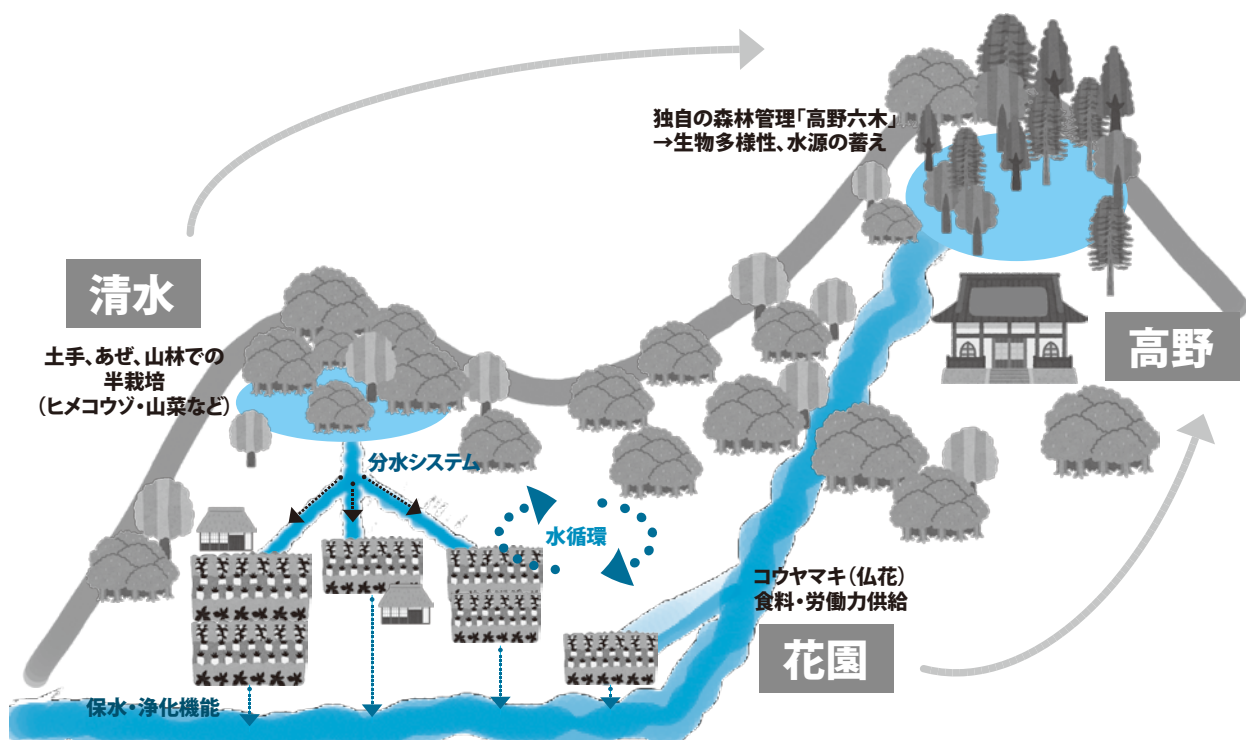 独自の森林管理「高野六木」
→生物多様性、水源の蓄え
清水
土手、あぜ、山林での
半栽培
（ヒメコウゾ・山菜など）
高野
分水システム
水循環
コウヤマキ（仏花）
食料・労働力供給
花園
保水・浄化機能